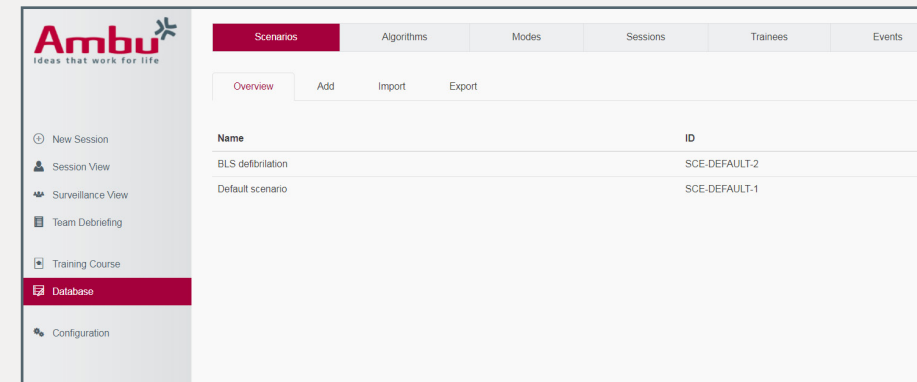 Ambu
Ideas that work for life
Scenarios Algorithms Modes Sessions Trainees Events
Overview Add Import Export
New Session
Session View
Surveillance View
Team Debriefing
Training Course
Database
Configuration
Name ID
BLS defibrilation SCE-DEFAULT-2
Default scenario SCE-DEFAULT-1